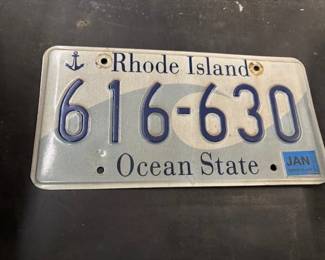 Rhode Island
616-630
JAN
Ocean State